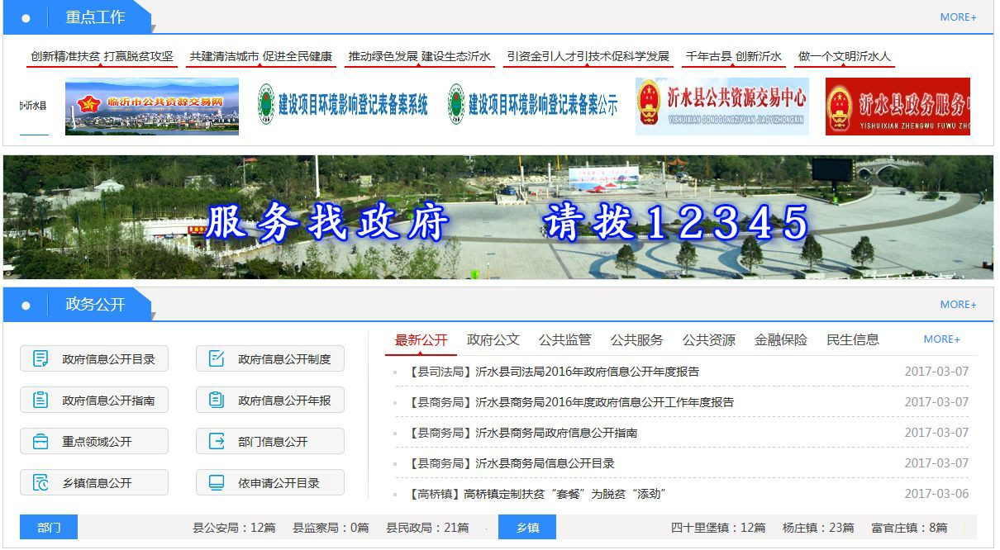 重点工作
MORE+
创新精准扶贫 打赢脱贫攻坚 共建清洁城市 促进全民健康 推动绿色发展 建设生态沂水 引资金引人才引技术促科学发展 千年古县 创新沂水 做一个文明沂水人
沂水县 临沂市公共资源交易网 建设项目环境影响登记表备案系统 建设项目环境影响登记表备案公示 沂水县公共资源交易中心 沂水县政务服务
YISHUIXIAN GONGGONGZIYUAN JIAOYIZHONGXIN YISHUIXIAN ZHENGWU FUWU ZHO
服务找政府 请拨12345
政务公开
MORE+
最新公开 政府公文 公共监管 公共服务 公共资源 金融保险 民生信息 MORE+
政府信息公开目录 政府信息公开制度
政府信息公开指南 政府信息公开年报
重点领域公开 部门信息公开
乡镇信息公开 依申请公开目录
【县司法局】沂水县司法局2016年政府信息公开年度报告 2017-03-07
【县商务局】沂水县商务局2016年度政府信息公开工作年度报告 2017-03-07
【县商务局】沂水县商务局政府信息公开指南 2017-03-07
【县商务局】沂水县商务局信息公开目录 2017-03-07
【高桥镇】高桥镇定制扶贫“套餐”为脱贫“添劲” 2017-03-06
部门 县公安局：12篇 县监察局：0篇 县民政局：21篇 乡镇 四十里堡镇：12篇 杨庄镇：23篇 富官庄镇：8篇